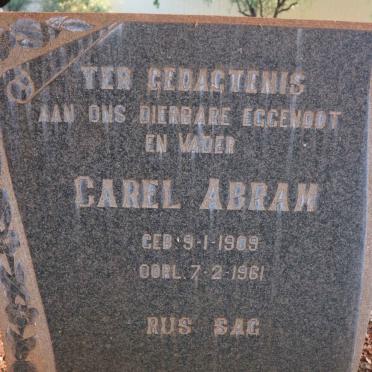 TER GEDAGTENIS
AAN ONS DIERBARE EGGENOOT
EN VADER
CAREL ABRAM
GEB 9-1-1909
OORL. 7-2-1961
RUS SAG